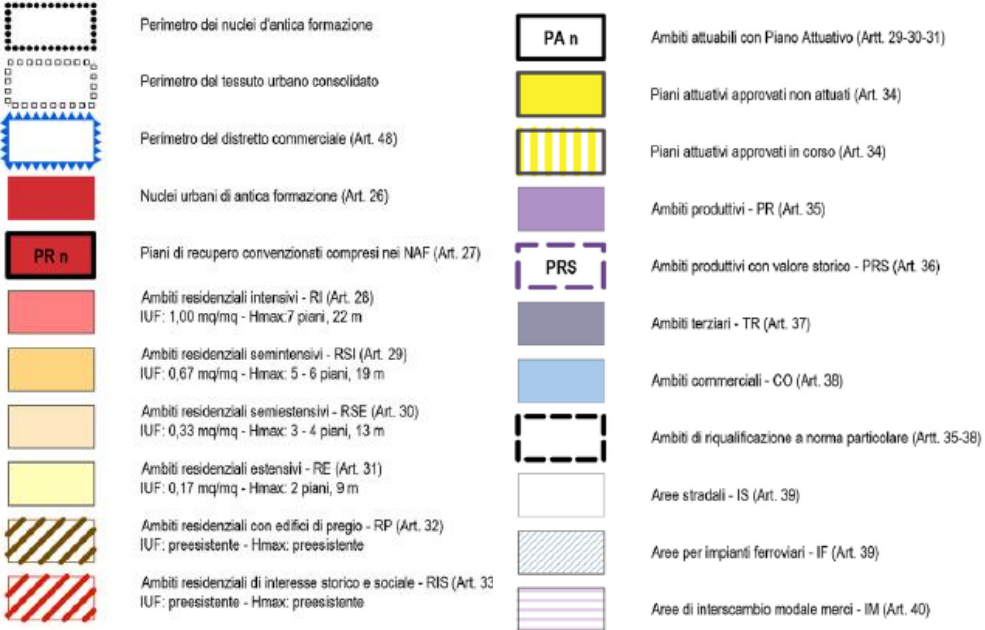 Perimetro dei nuclei d'antica formazione
Perimetro del tessuto urbano consolidato
Perimetro del distretto commerciale (Art. 48)
Nuclei urbani di antica formazione (Art. 26)
PR n
Piani di recupero convenzionati compresi nei NAF (Art. 27)
Ambiti residenziali intensivi - RI (Art. 28)
IUF: 1,00 mq/mq - Hmax:7 piani, 22 m
Ambiti residenziali semintensivi - RSI (Art. 29)
IUF: 0,67 mq/mq - Hmax: 5 - 6 piani, 19 m
Ambiti residenziali semiestensivi - RSE (Art. 30)
IUF: 0,33 mq/mq - Hmax: 3 - 4 piani, 13 m
Ambiti residenziali estensivi - RE (Art. 31)
IUF: 0,17 mq/mq - Hmax: 2 piani, 9 m
Ambiti residenziali con edifici di pregio - RP (Art. 32)
IUF: preesistente - Hmax: preesistente
Ambiti residenziali di interesse storico e sociale - RIS (Art. 33
IUF: preesistente - Hmax: preesistente
PA n
Ambiti attuabili con Piano Attuativo (Artt. 29-30-31)
Piani attuativi approvati non attuati (Art. 34)
Piani attuativi approvati in corso (Art. 34)
Ambiti produttivi - PR (Art. 35)
PRS
Ambiti produttivi con valore storico - PRS (Art. 36)
Ambiti terziari - TR (Art. 37)
Ambiti commerciali - CO (Art. 38)
Ambiti di riqualificazione a norma particolare (Artt. 35-38)
Aree stradali - IS (Art. 39)
Aree per impianti ferroviari - IF (Art. 39)
Aree di interscambio modale merci - IM (Art. 40)